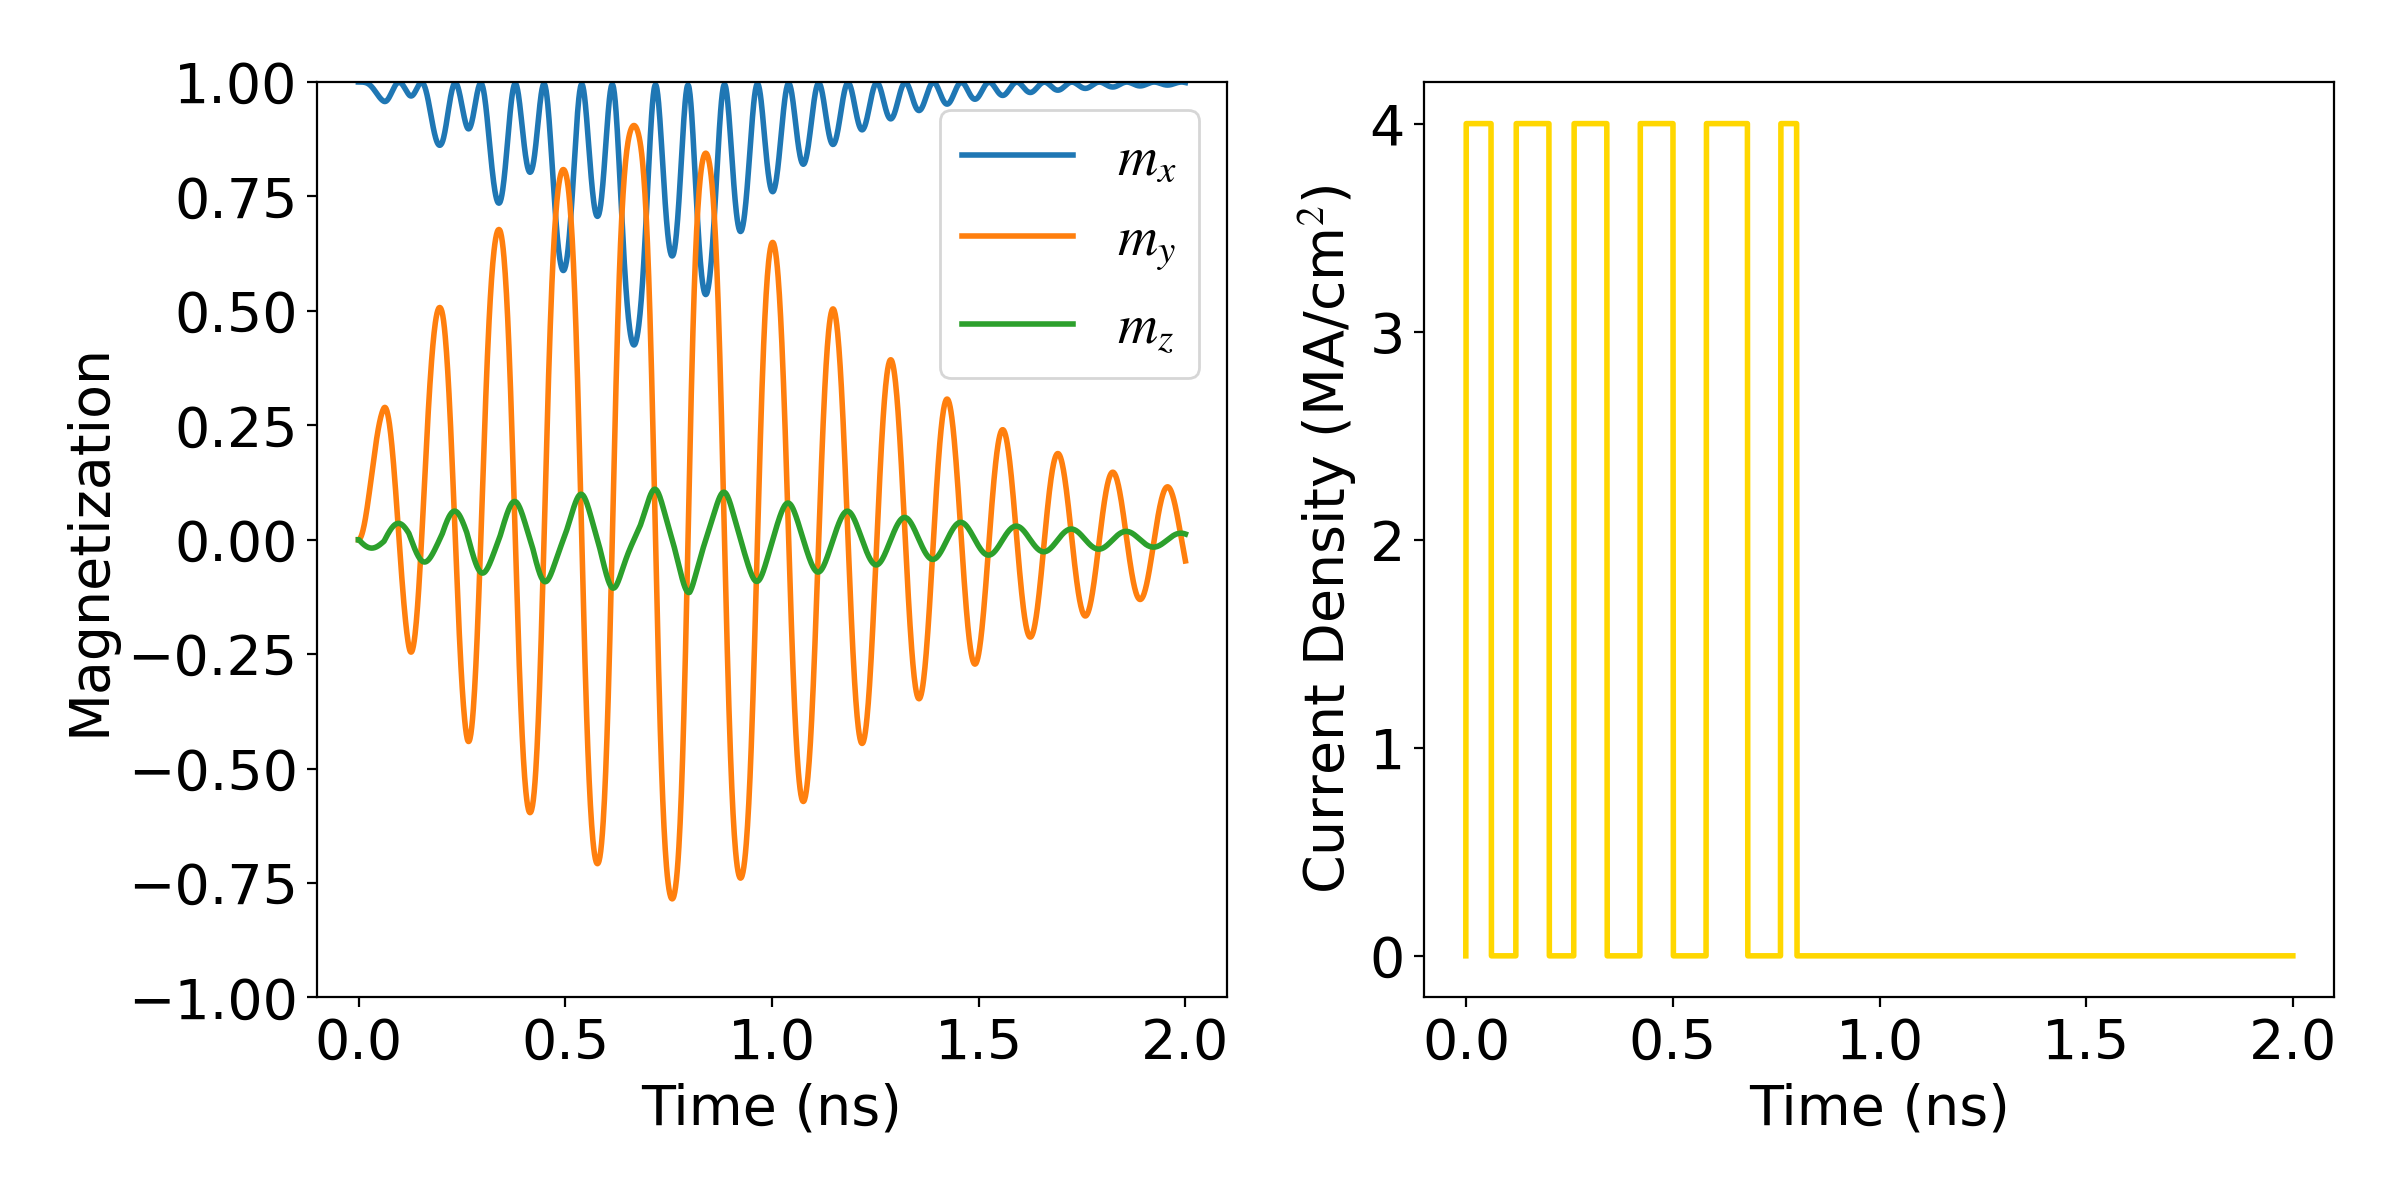 1.00
0.75
0.50
0.25
0.00
−0.25
−0.50
−0.75
−1.00
Magnetization
0.0 0.5 1.0 1.5 2.0
Time (ns)
m_x
m_y
m_z
4
3
2
1
0
Current Density (MA/cm²)
0.0 0.5 1.0 1.5 2.0
Time (ns)